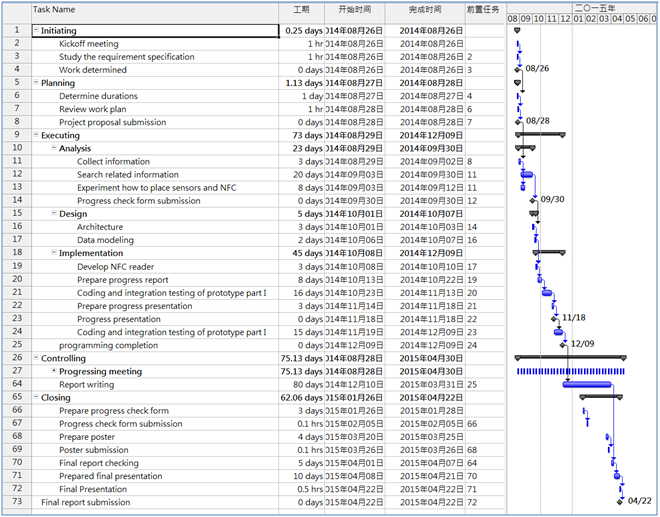 Task Name 工期 开始时间 完成时间 前置任务 二〇一五年
08 09 10 11 12 01 02 03 04 05 06 0
1 Initiating 0.25 days 014年08月26日 2014年08月26日
2 Kickoff meeting 1 hr 014年08月26日 2014年08月26日
3 Study the requirement specification 1 hr 014年08月26日 2014年08月26日 2
4 Work determined 0 days 014年08月26日 2014年08月26日 3 08/26
5 Planning 1.13 days 014年08月27日 2014年08月28日
6 Determine durations 1 day 014年08月27日 2014年08月27日 4
7 Review work plan 1 hr 014年08月28日 2014年08月28日 6
8 Project proposal submission 0 days 014年08月28日 2014年08月28日 7 08/28
9 Executing 73 days 014年08月29日 2014年12月09日
10 Analysis 23 days 014年08月29日 2014年09月30日
11 Collect information 3 days 014年08月29日 2014年09月02日 8
12 Search related information 20 days 014年09月03日 2014年09月30日 11
13 Experiment how to place sensors and NFC 8 days 014年09月03日 2014年09月12日 11
14 Progress check form submission 0 days 014年09月30日 2014年09月30日 12 09/30
15 Design 5 days 014年10月01日 2014年10月07日
16 Architecture 3 days 014年10月01日 2014年10月03日 14
17 Data modeling 2 days 014年10月06日 2014年10月07日 16
18 Implementation 45 days 014年10月08日 2014年12月09日
19 Develop NFC reader 3 days 014年10月08日 2014年10月10日 17
20 Prepare progress report 8 days 014年10月13日 2014年10月22日 19
21 Coding and integration testing of prototype part I 16 days 014年10月23日 2014年11月13日 20
22 Prepare progress presentation 3 days 014年11月14日 2014年11月18日 21
23 Progress presentation 0 days 014年11月18日 2014年11月18日 22 11/18
24 Coding and integration testing of prototype part I 15 days 014年11月19日 2014年12月09日 23
25 programming completion 0 days 014年12月09日 2014年12月09日 24 12/09
26 Controlling 75.13 days 014年08月28日 2015年04月30日
27 Progressing meeting 75.13 days 014年08月28日 2015年04月30日
64 Report writing 80 days 014年12月10日 2015年03月31日 25
65 Closing 62.06 days 015年01月26日 2015年04月22日
66 Prepare progress check form 3 days 015年01月26日 2015年01月28日
67 Progress check form submission 0.1 hrs 015年02月05日 2015年02月05日 66
68 Prepare poster 4 days 015年03月20日 2015年03月25日
69 Poster submission 0.1 hrs 015年03月26日 2015年03月26日 68
70 Final report checking 5 days 015年04月01日 2015年04月07日 64
71 Prepared final presentation 10 days 015年04月08日 2015年04月21日 70
72 Final Presentation 0.5 hrs 015年04月22日 2015年04月22日 71
73 Final report submission 0 days 015年04月22日 2015年04月22日 72 04/22